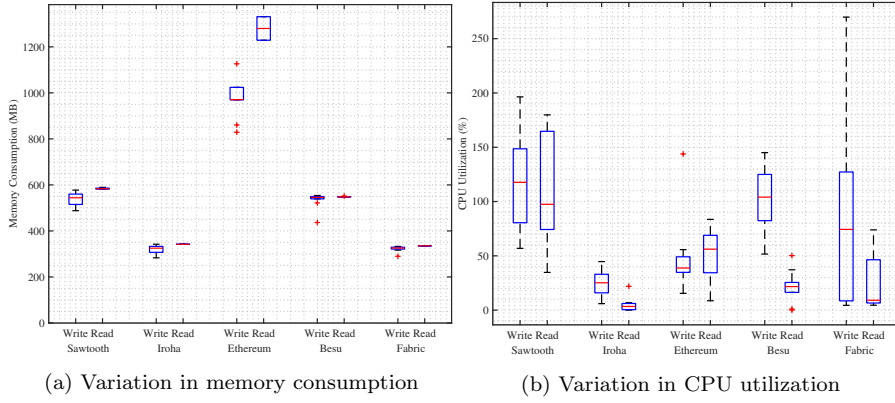 1200
1000
800
600
400
200
0
Memory Consumption (MB)
Write Read Write Read Write Read Write Read Write Read
Sawtooth Iroha Ethereum Besu Fabric
(a) Variation in memory consumption
250
200
150
100
50
0
CPU Utilization (%)
Write Read Write Read Write Read Write Read Write Read
Sawtooth Iroha Ethereum Besu Fabric
(b) Variation in CPU utilization